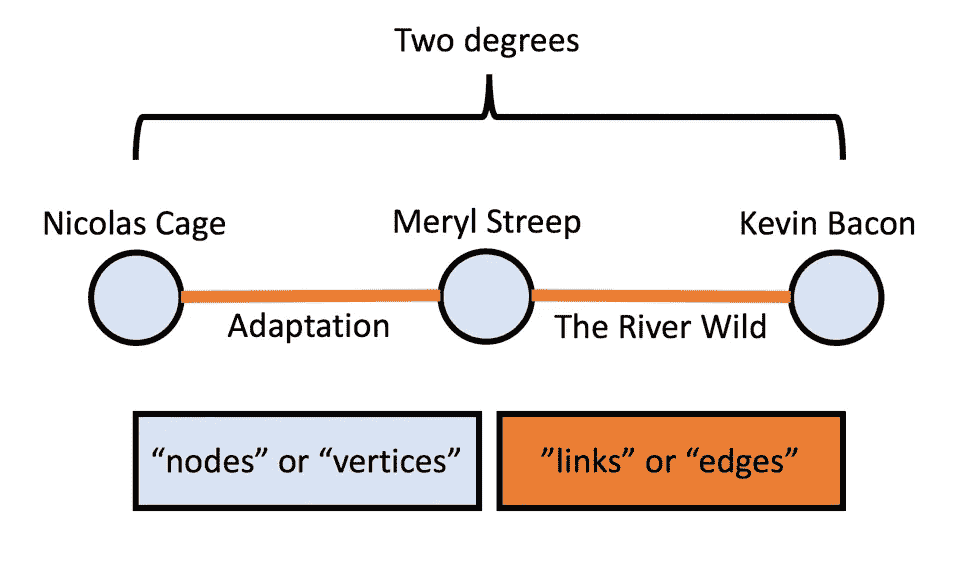 Two degrees
Nicolas Cage
Meryl Streep
Kevin Bacon
Adaptation
The River Wild
“nodes” or “vertices”
”links” or “edges”